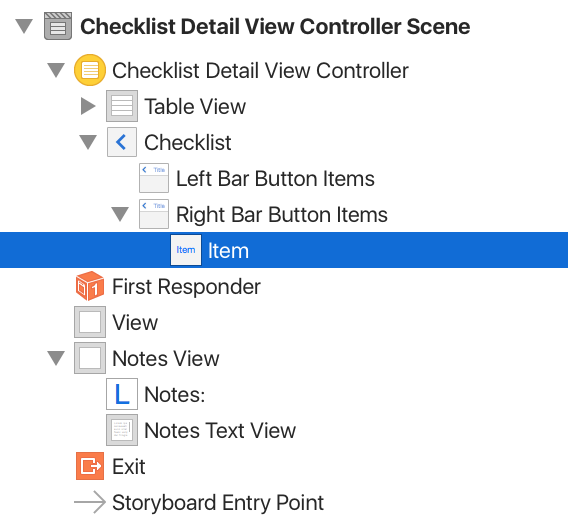 Checklist Detail View Controller Scene
Checklist Detail View Controller
Table View
Checklist
Title
Left Bar Button Items
Title
Right Bar Button Items
Item Item
1 First Responder
View
Notes View
L Notes:
Notes Text View
Exit
Storyboard Entry Point